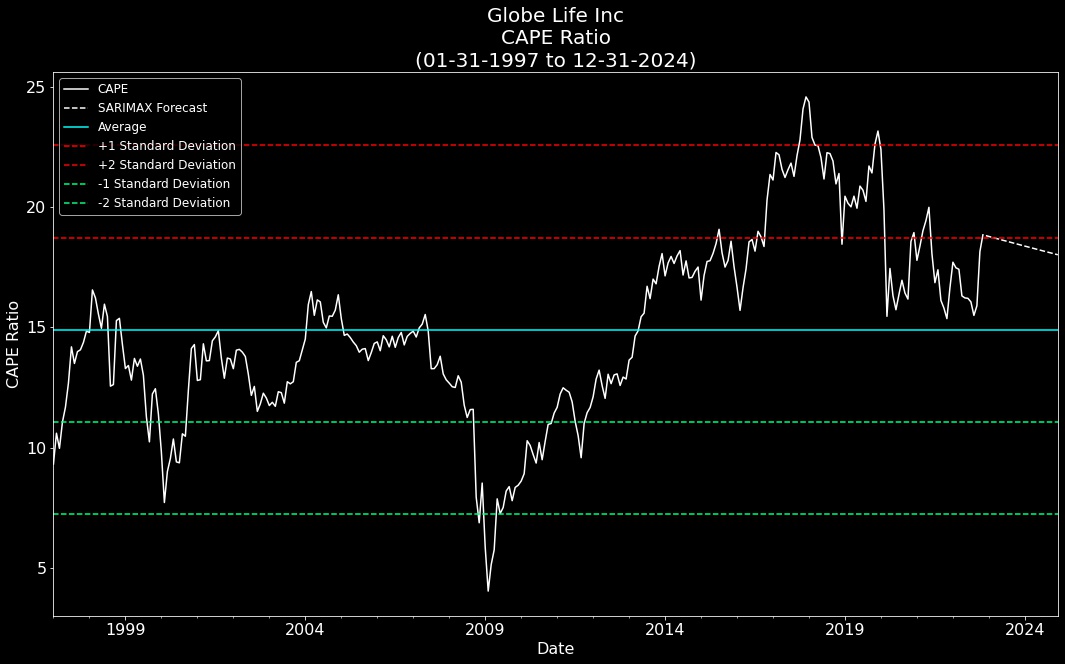 Globe Life Inc
CAPE Ratio
(01-31-1997 to 12-31-2024)
CAPE
SARIMAX Forecast
Average
+1 Standard Deviation
+2 Standard Deviation
-1 Standard Deviation
-2 Standard Deviation
CAPE Ratio
25
20
15
10
5
1999
2004
2009
2014
2019
2024
Date